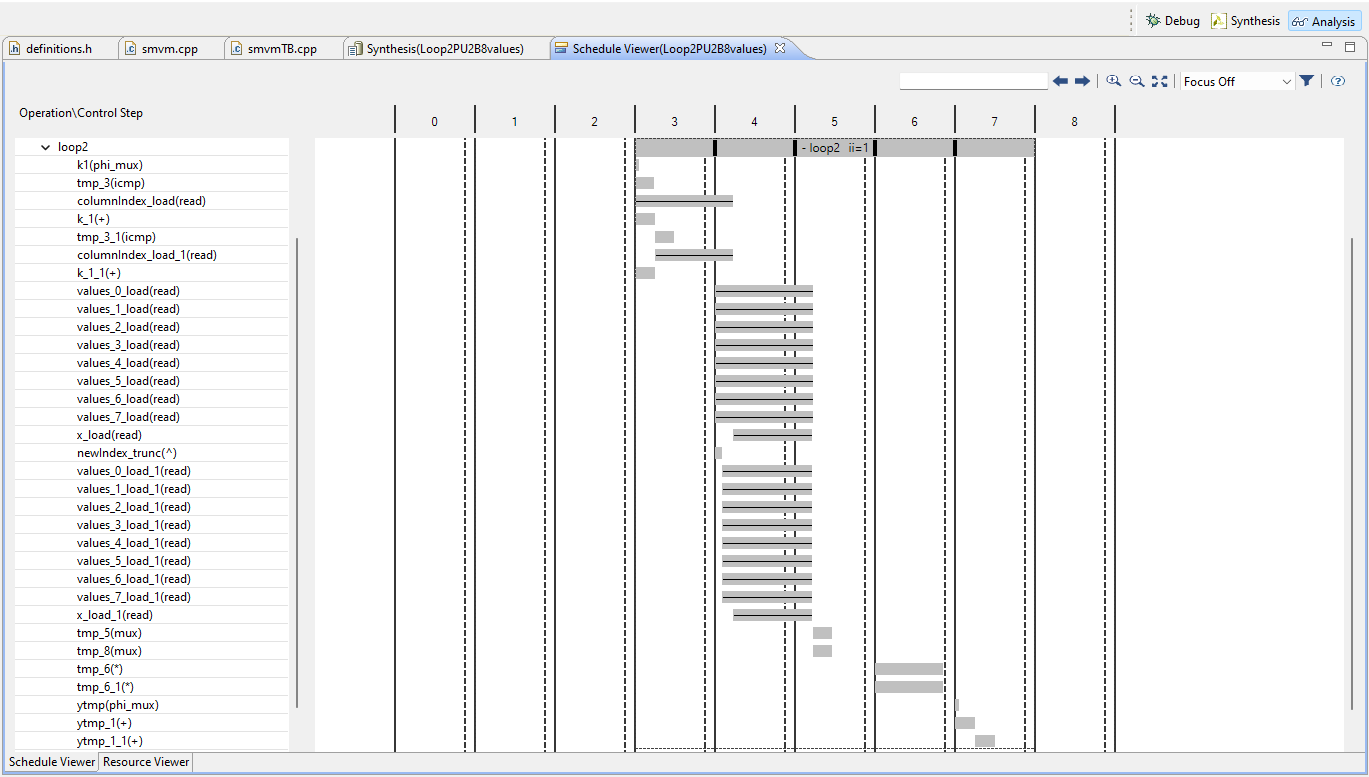 Debug Synthesis Analysis
definitions.h smvm.cpp smvmTB.cpp Synthesis(Loop2PU2B8values) Schedule Viewer(Loop2PU2B8values)
Focus Off
Operation\Control Step 0 1 2 3 4 5 6 7 8
loop2 - loop2 ii=1
k1(phi_mux)
tmp_3(icmp)
columnIndex_load(read)
k_1(+)
tmp_3_1(icmp)
columnIndex_load_1(read)
k_1_1(+)
values_0_load(read)
values_1_load(read)
values_2_load(read)
values_3_load(read)
values_4_load(read)
values_5_load(read)
values_6_load(read)
values_7_load(read)
x_load(read)
newIndex_trunc(^)
values_0_load_1(read)
values_1_load_1(read)
values_2_load_1(read)
values_3_load_1(read)
values_4_load_1(read)
values_5_load_1(read)
values_6_load_1(read)
values_7_load_1(read)
x_load_1(read)
tmp_5(mux)
tmp_8(mux)
tmp_6(*)
tmp_6_1(*)
ytmp(phi_mux)
ytmp_1(+)
ytmp_1_1(+)
Schedule Viewer Resource Viewer